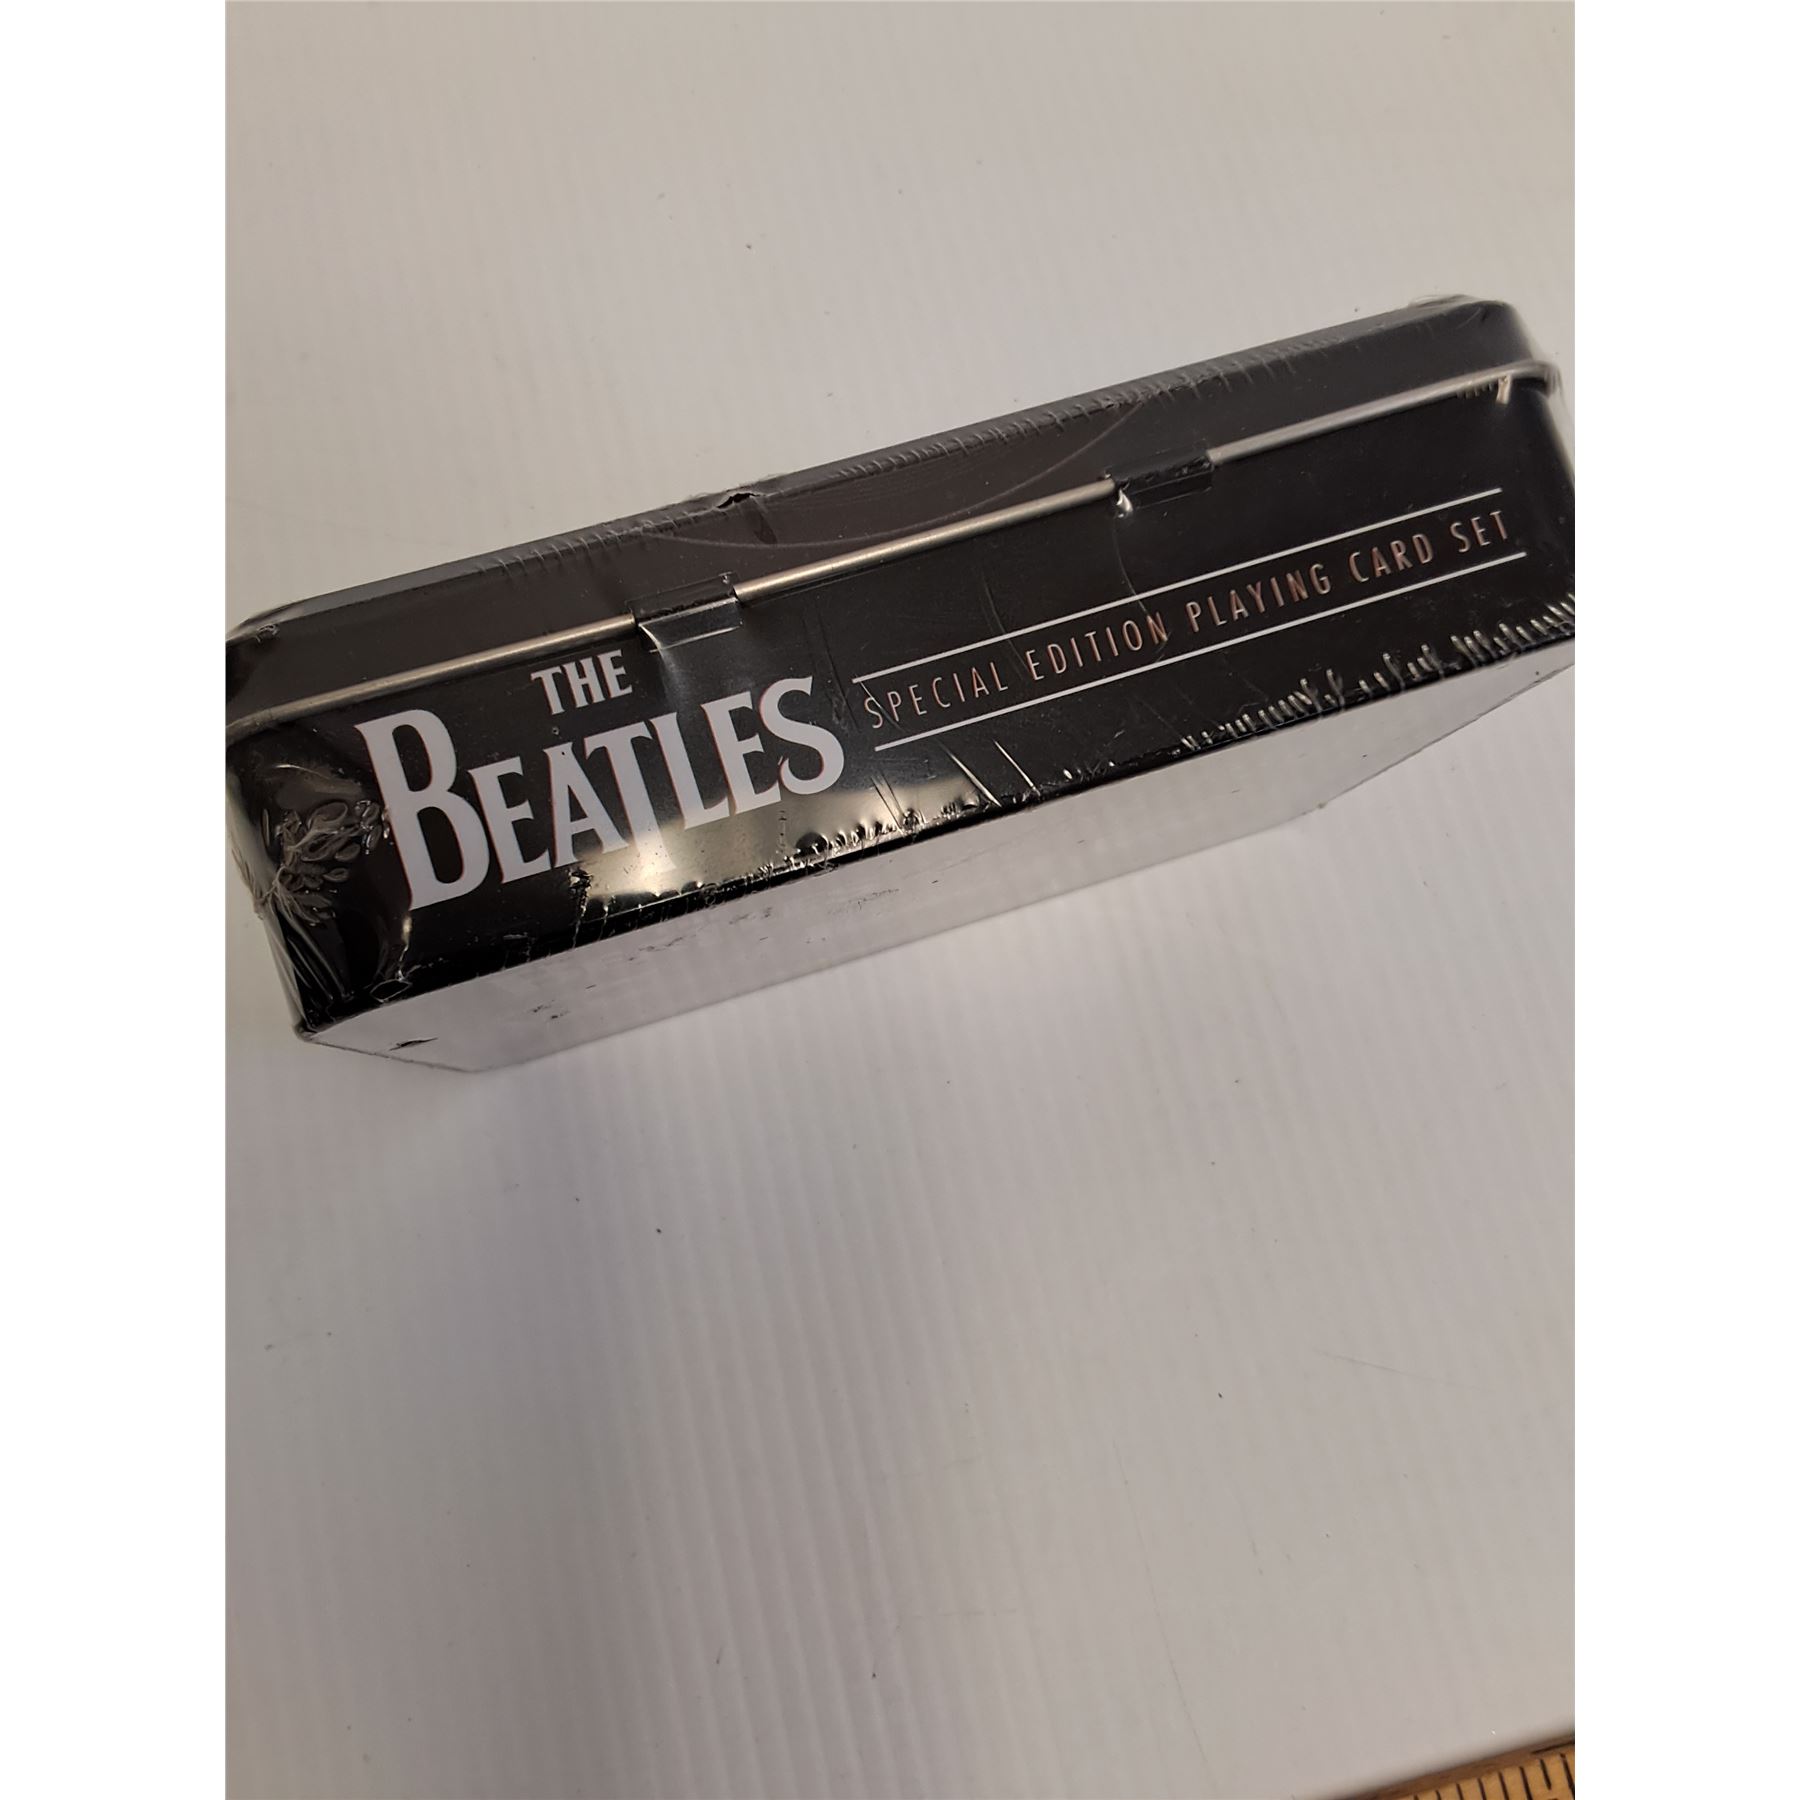 THE
BEATLES
SPECIAL EDITION PLAYING CARD SET